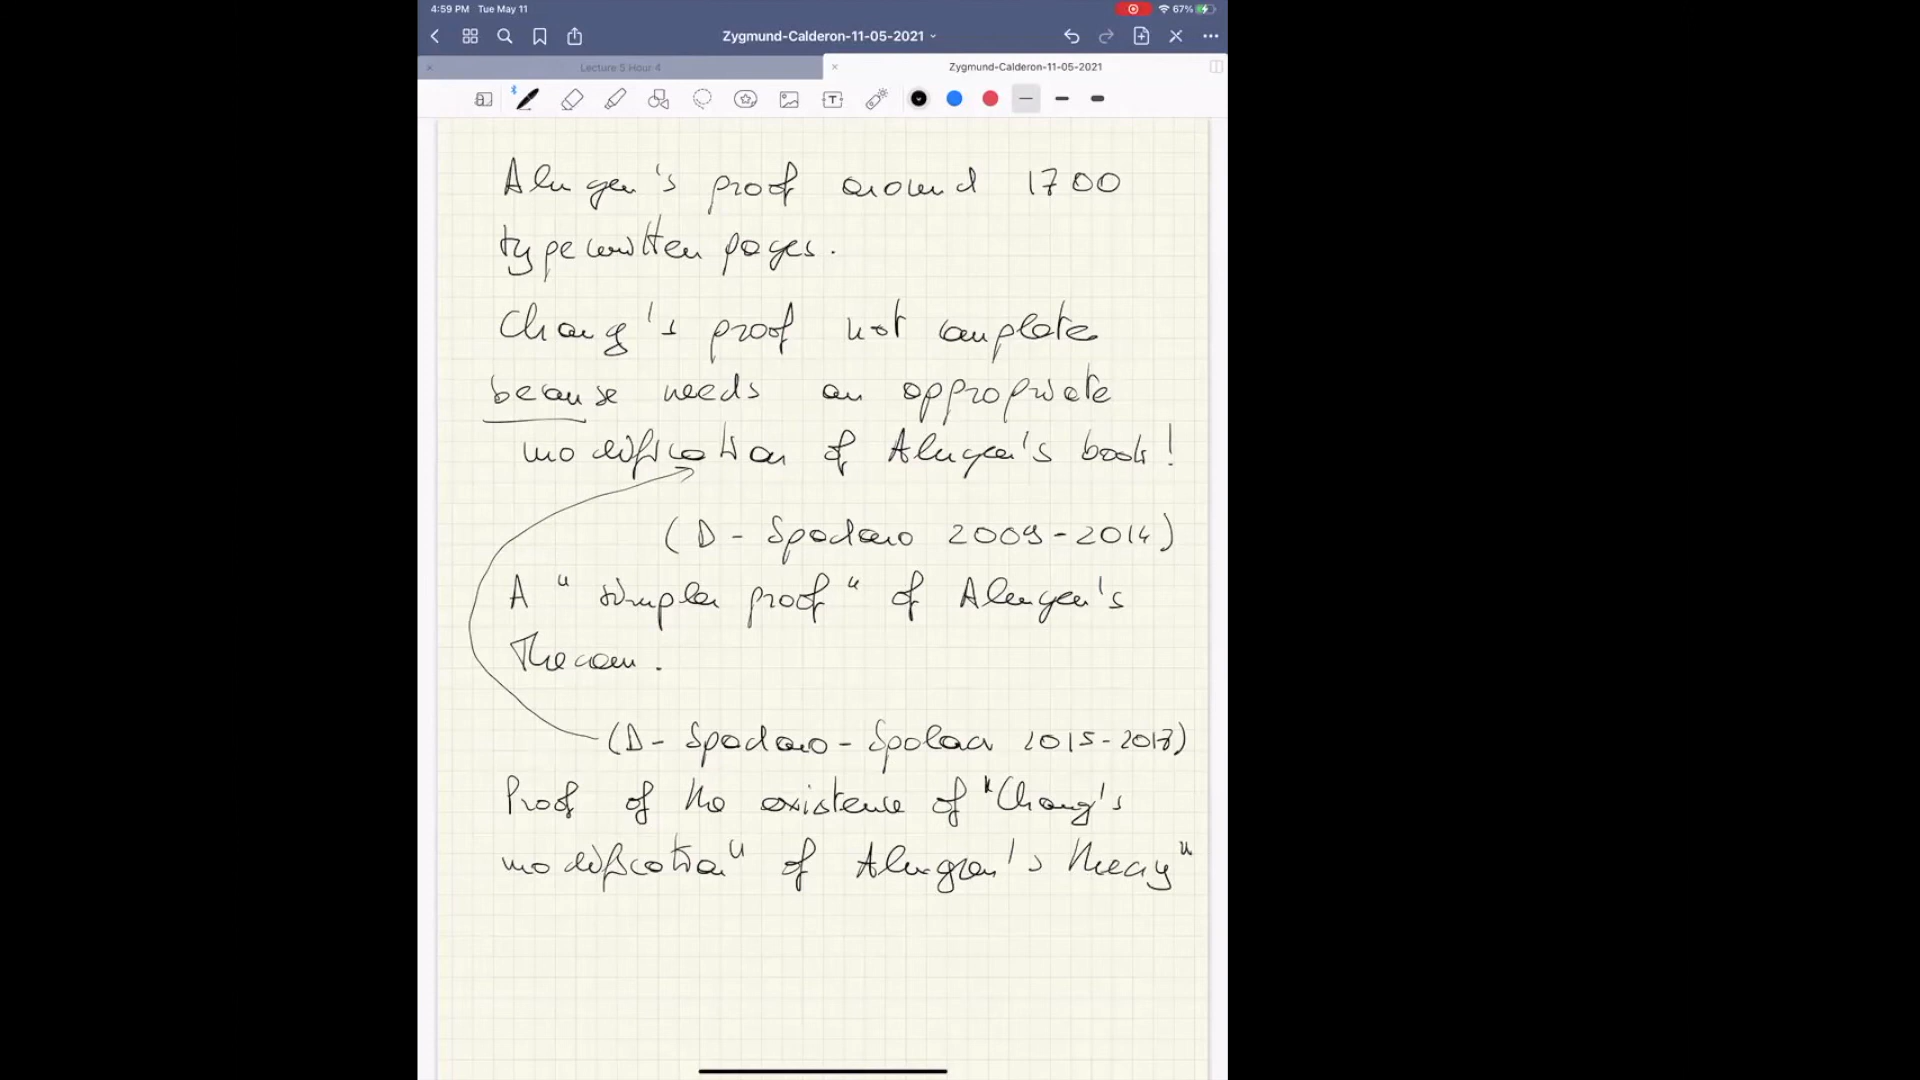 4:59 PM Tue May 11
67%
Zygmund-Calderon-11-05-2021
Lecture 5 Hour 4
Zygmund-Calderon-11-05-2021
Almgren's proof around 1700
typewritten pages.
Chang's proof not complete
because needs an appropriate
modification of Almgren's book!
(D - Spadaro 2009-2014)
A "simpler proof" of Almgren's
Theorem.
(D - Spadaro - Spolaor 2015-2018)
Proof of the existence of "Chang's
modification" of Almgren's theory"